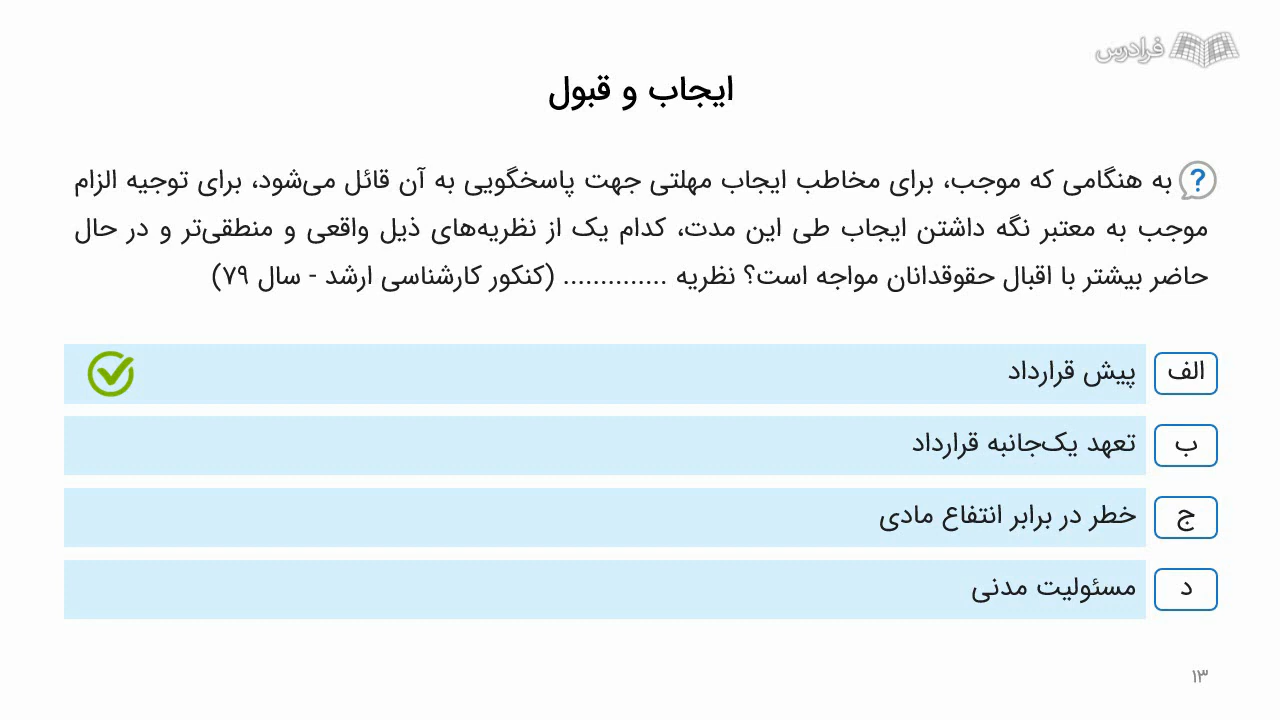 فرادرس
ایجاب و قبول
? به هنگامی که موجب، برای مخاطب ایجاب مهلتی جهت پاسخگویی به آن قائل می‌شود، برای توجیه الزام
موجب به معتبر نگه داشتن ایجاب طی این مدت، کدام یک از نظریه‌های ذیل واقعی و منطقی‌تر و در حال
حاضر بیشتر با اقبال حقوقدانان مواجه است؟ نظریه .............. (کنکور کارشناسی ارشد - سال ۷۹)
الف پیش قرارداد
ب تعهد یک‌جانبه قرارداد
ج خطر در برابر انتفاع مادی
د مسئولیت مدنی
۱۳